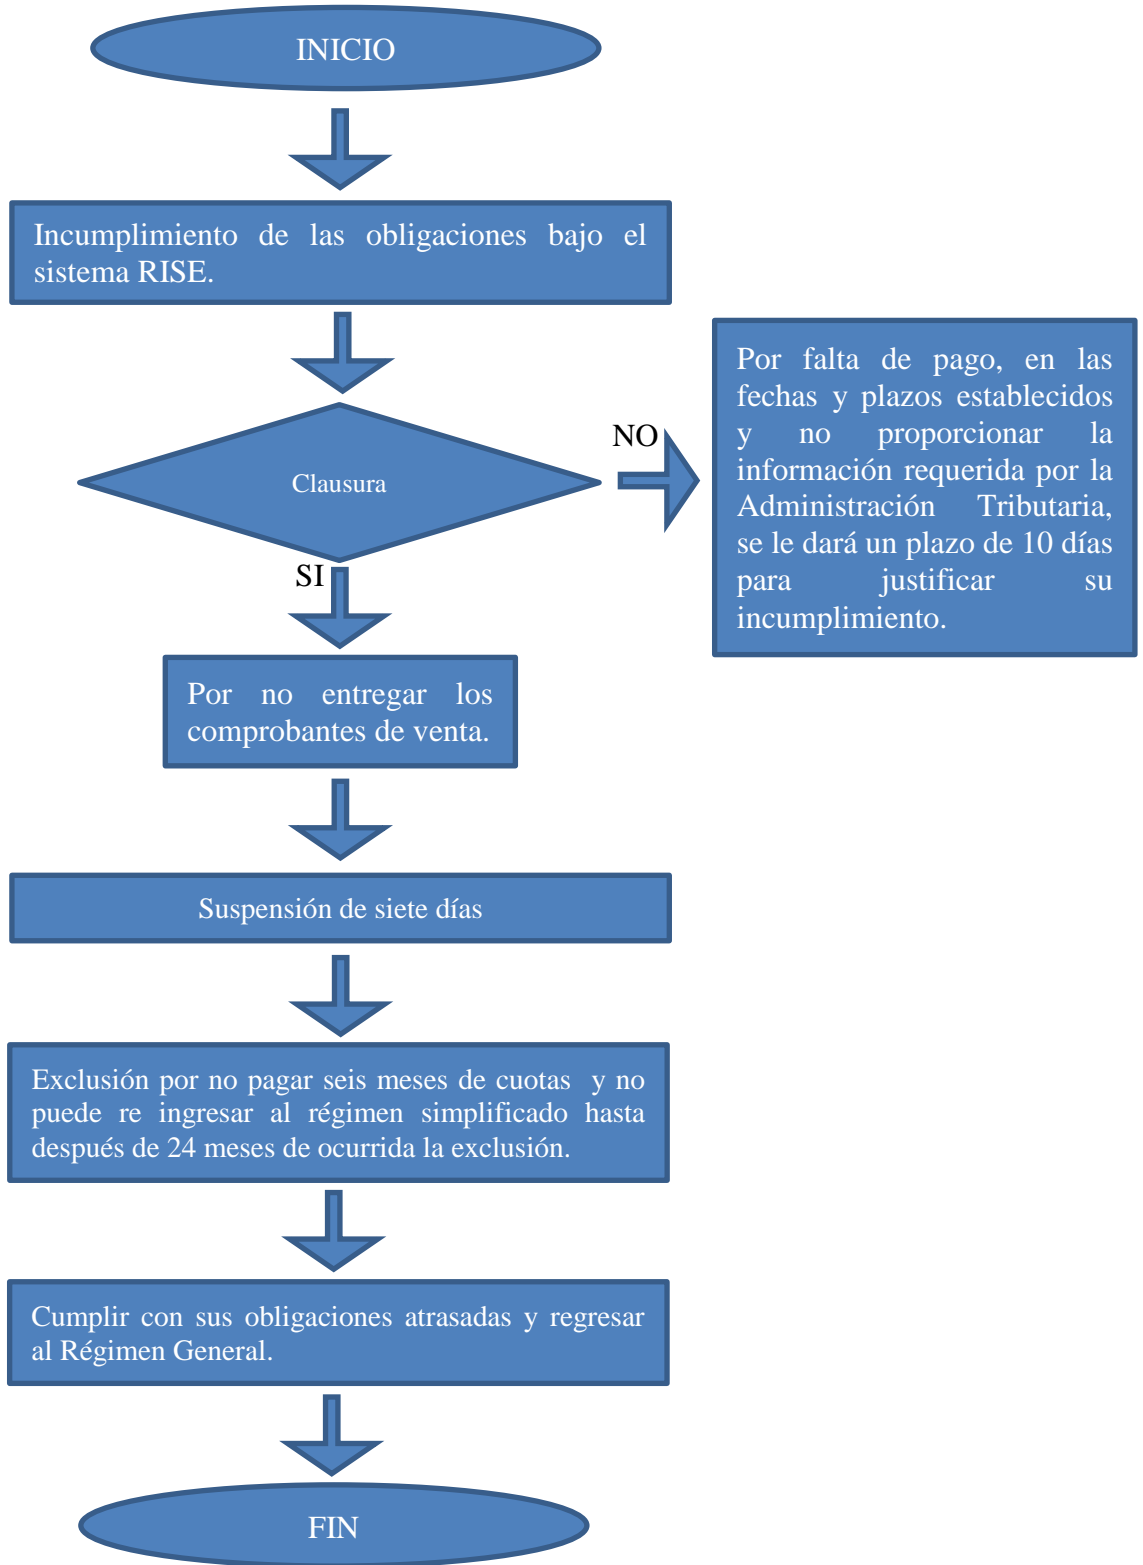 INICIO
Incumplimiento de las obligaciones bajo el
sistema RISE.
Clausura
NO
Por falta de pago, en las
fechas y plazos establecidos
y no proporcionar la
información requerida por la
Administración Tributaria,
se le dará un plazo de 10 días
para justificar su
incumplimiento.
SI
Por no entregar los
comprobantes de venta.
Suspensión de siete días
Exclusión por no pagar seis meses de cuotas y no
puede re ingresar al régimen simplificado hasta
después de 24 meses de ocurrida la exclusión.
Cumplir con sus obligaciones atrasadas y regresar
al Régimen General.
FIN